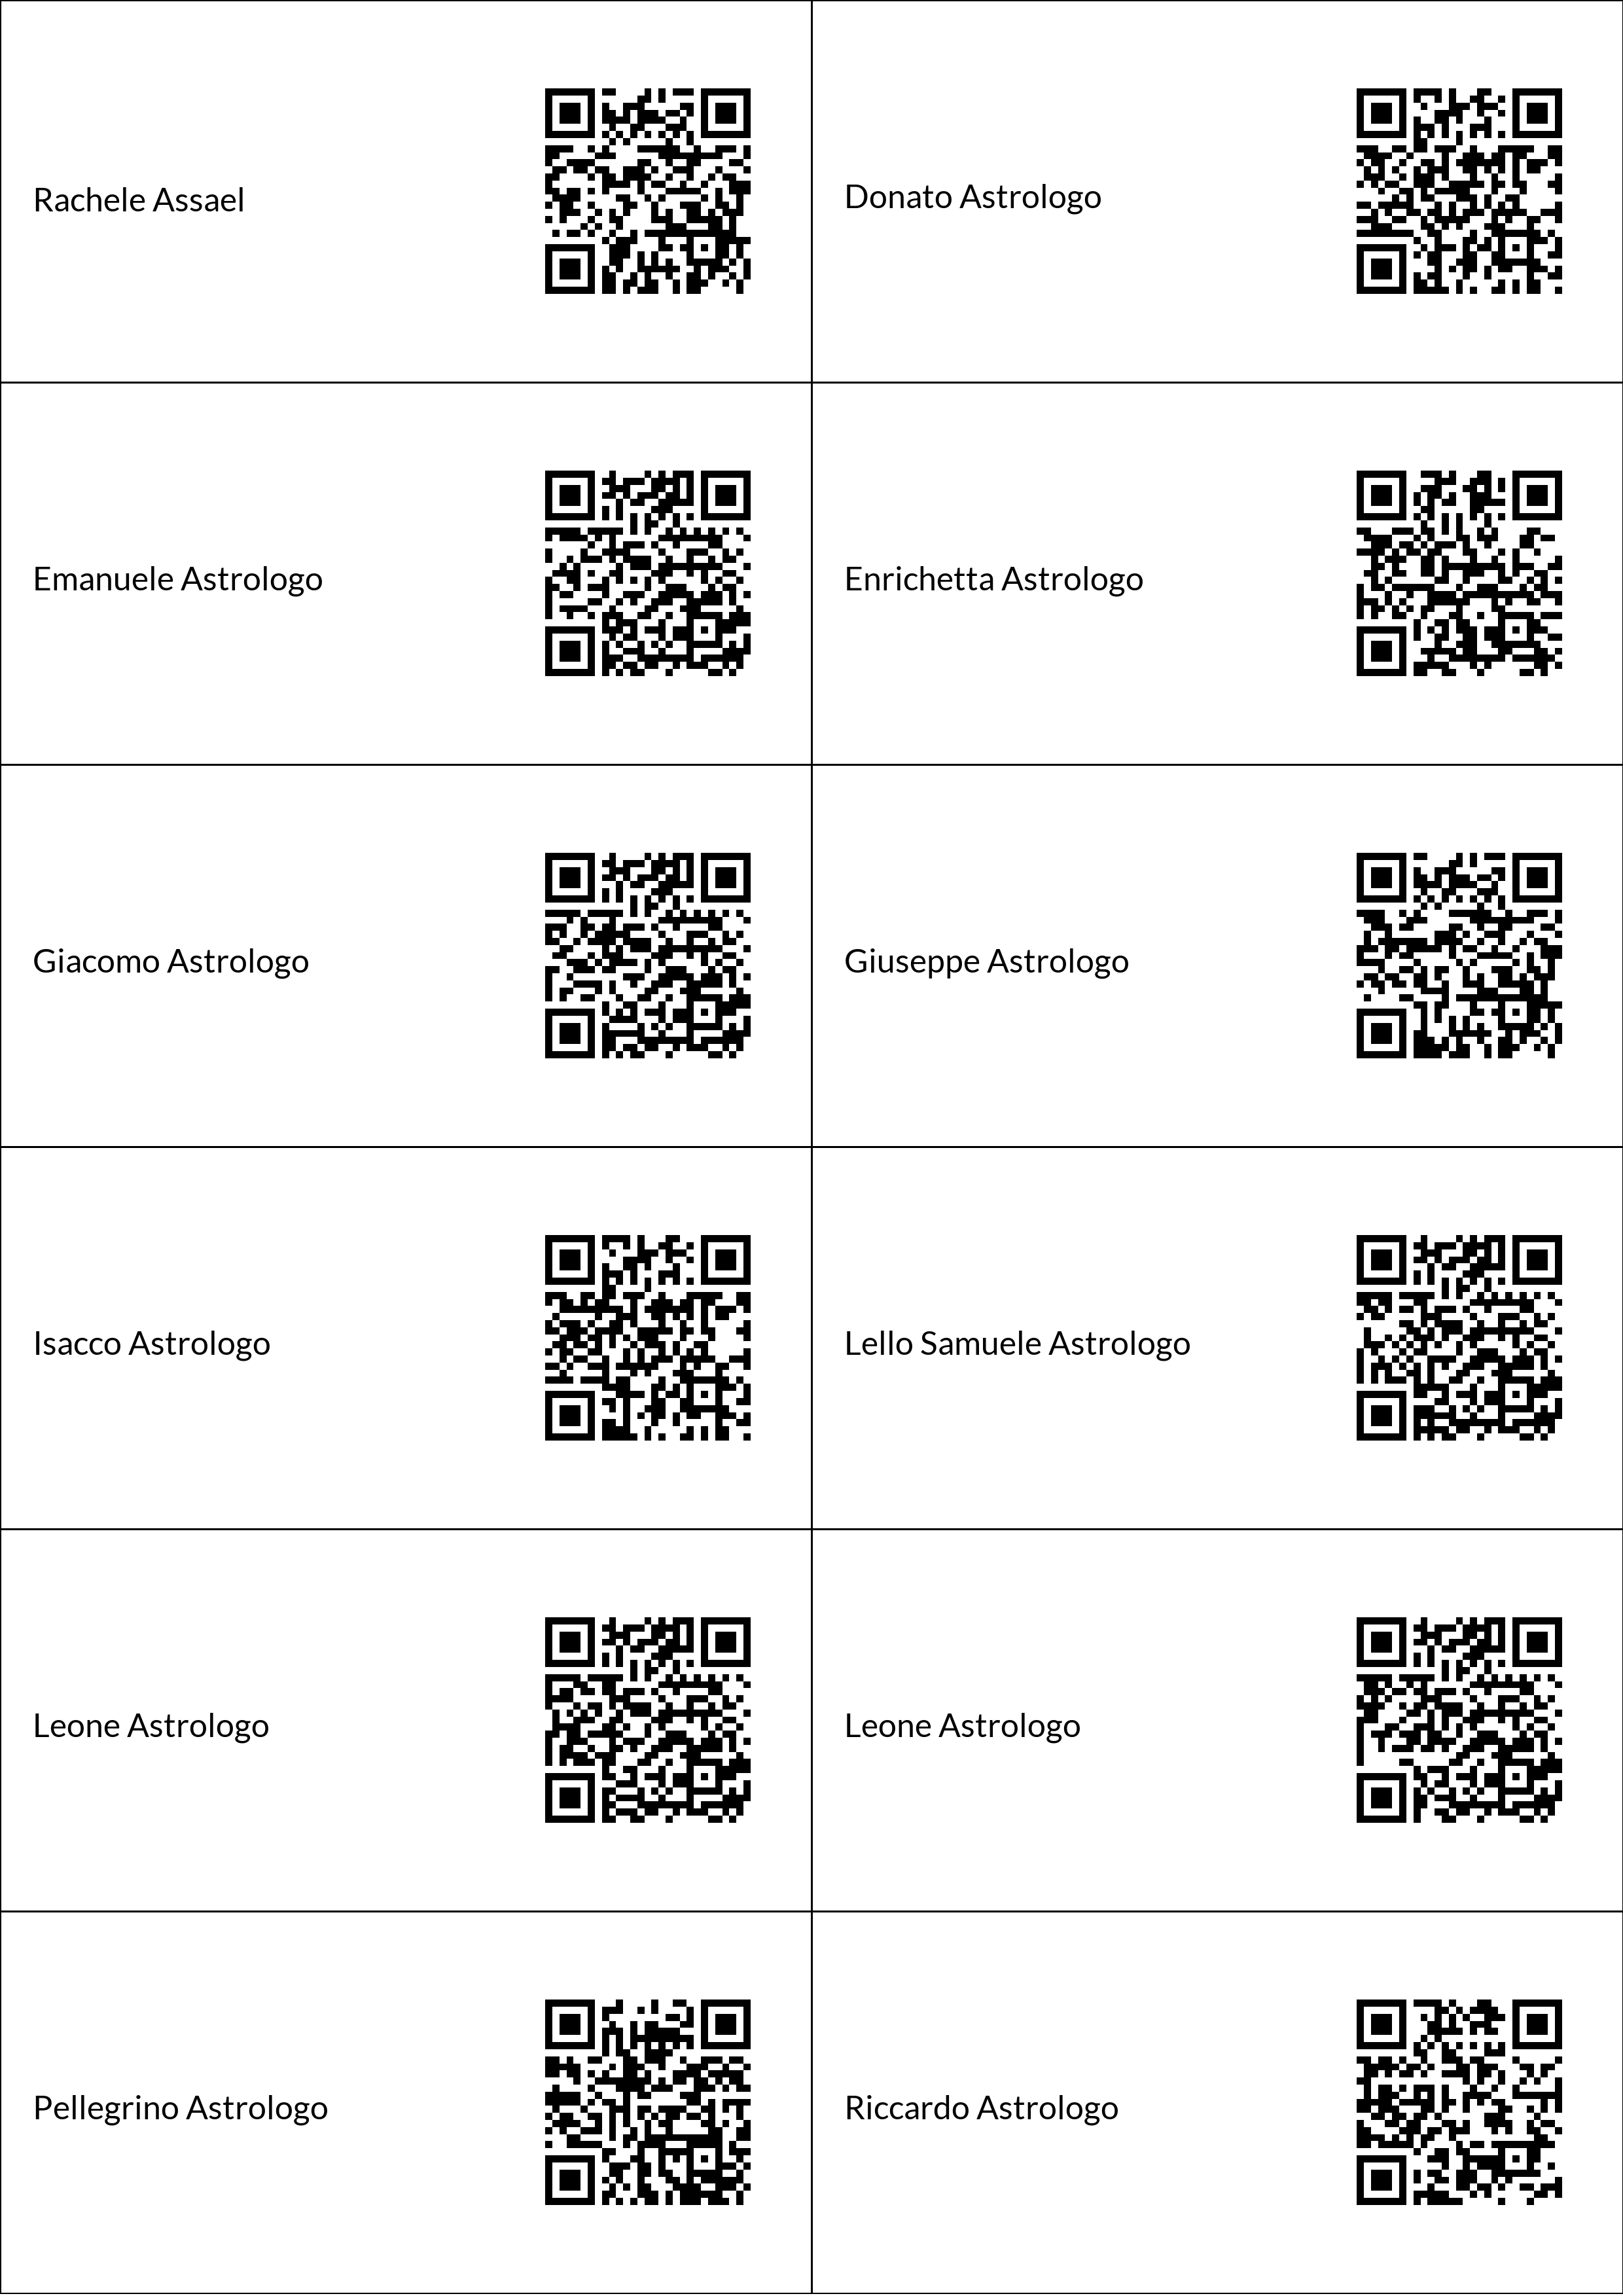 Rachele Assael
Donato Astrologo
Emanuele Astrologo
Enrichetta Astrologo
Giacomo Astrologo
Giuseppe Astrologo
Isacco Astrologo
Lello Samuele Astrologo
Leone Astrologo
Leone Astrologo
Pellegrino Astrologo
Riccardo Astrologo